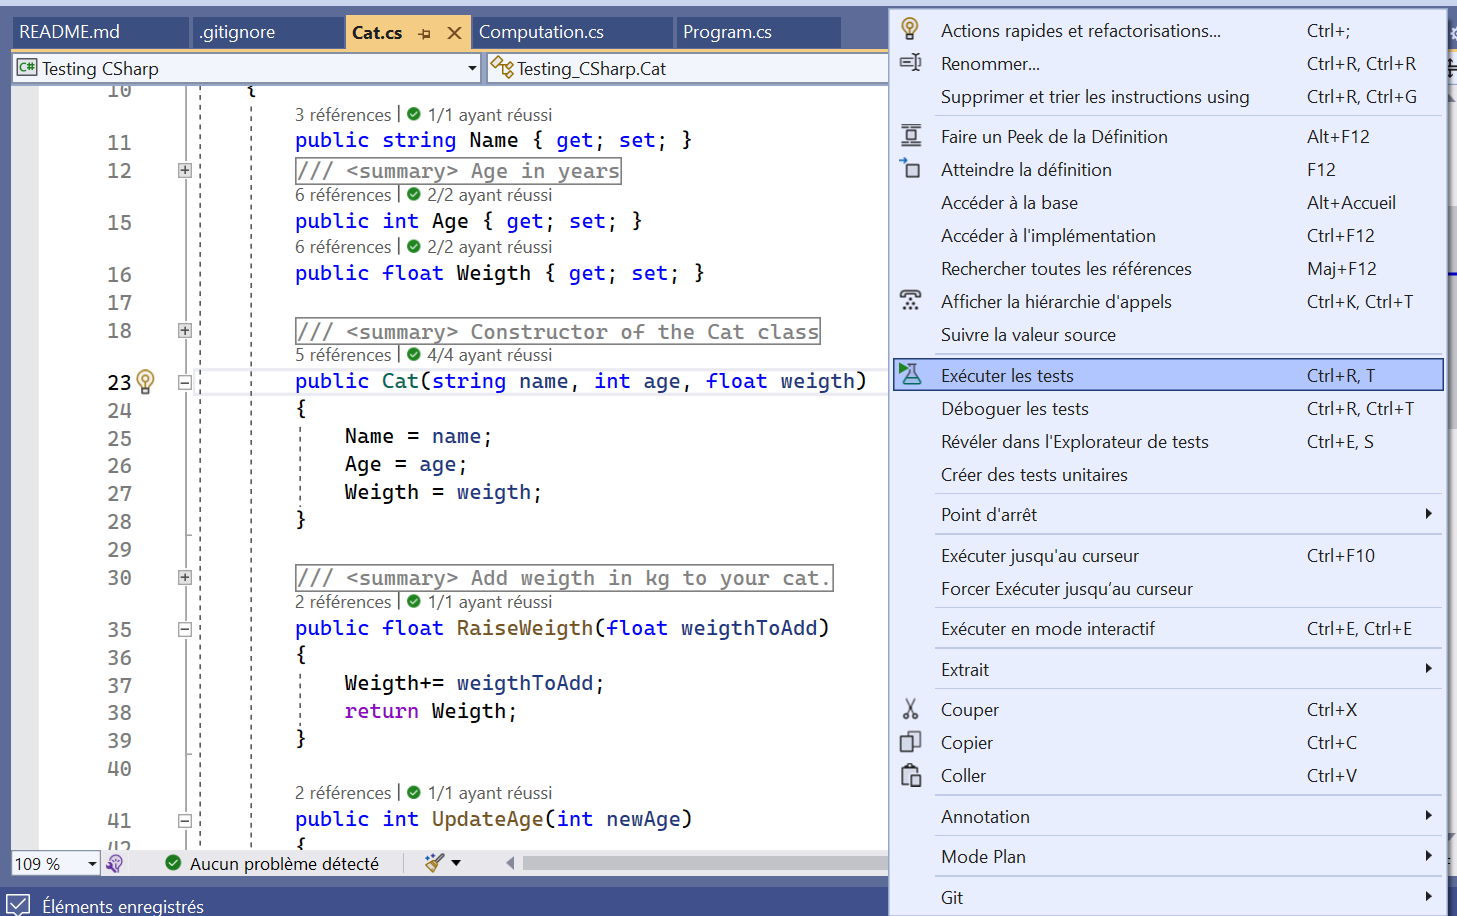 README.md
.gitignore
Cat.cs
Computation.cs
Program.cs
C# Testing CSharp
Testing_CSharp.Cat
10 {
3 références | 1/1 ayant réussi
11 public string Name { get; set; }
12 /// <summary> Age in years
6 références | 2/2 ayant réussi
15 public int Age { get; set; }
6 références | 2/2 ayant réussi
16 public float Weigth { get; set; }
17
18 /// <summary> Constructor of the Cat class
5 références | 4/4 ayant réussi
23 public Cat(string name, int age, float weigth)
24 {
25 Name = name;
26 Age = age;
27 Weigth = weigth;
28 }
29
30 /// <summary> Add weigth in kg to your cat.
2 références | 1/1 ayant réussi
35 public float RaiseWeigth(float weigthToAdd)
36 {
37 Weigth+= weigthToAdd;
38 return Weigth;
39 }
40
2 références | 1/1 ayant réussi
41 public int UpdateAge(int newAge)
42 {
109 %
Aucun problème détecté
Éléments enregistrés
Actions rapides et refactorisations... Ctrl+;
Renommer... Ctrl+R, Ctrl+R
Supprimer et trier les instructions using Ctrl+R, Ctrl+G
Faire un Peek de la Définition Alt+F12
Atteindre la définition F12
Accéder à la base Alt+Accueil
Accéder à l'implémentation Ctrl+F12
Rechercher toutes les références Maj+F12
Afficher la hiérarchie d'appels Ctrl+K, Ctrl+T
Suivre la valeur source
Exécuter les tests Ctrl+R, T
Déboguer les tests Ctrl+R, Ctrl+T
Révéler dans l'Explorateur de tests Ctrl+E, S
Créer des tests unitaires
Point d'arrêt
Exécuter jusqu'au curseur Ctrl+F10
Forcer Exécuter jusqu’au curseur
Exécuter en mode interactif Ctrl+E, Ctrl+E
Extrait
Couper Ctrl+X
Copier Ctrl+C
Coller Ctrl+V
Annotation
Mode Plan
Git